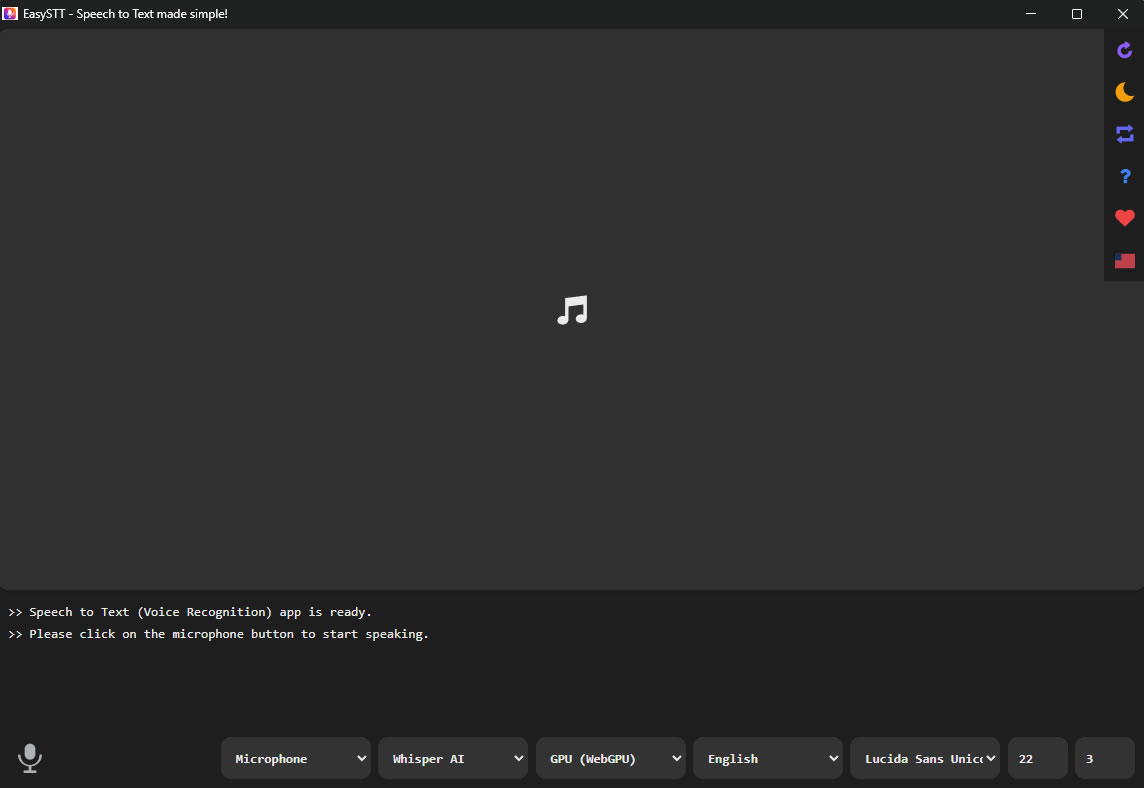 EasySTT - Speech to Text made simple!
?
>> Speech to Text (Voice Recognition) app is ready.
>> Please click on the microphone button to start speaking.
Microphone Whisper AI GPU (WebGPU) English Lucida Sans Unic 22 3